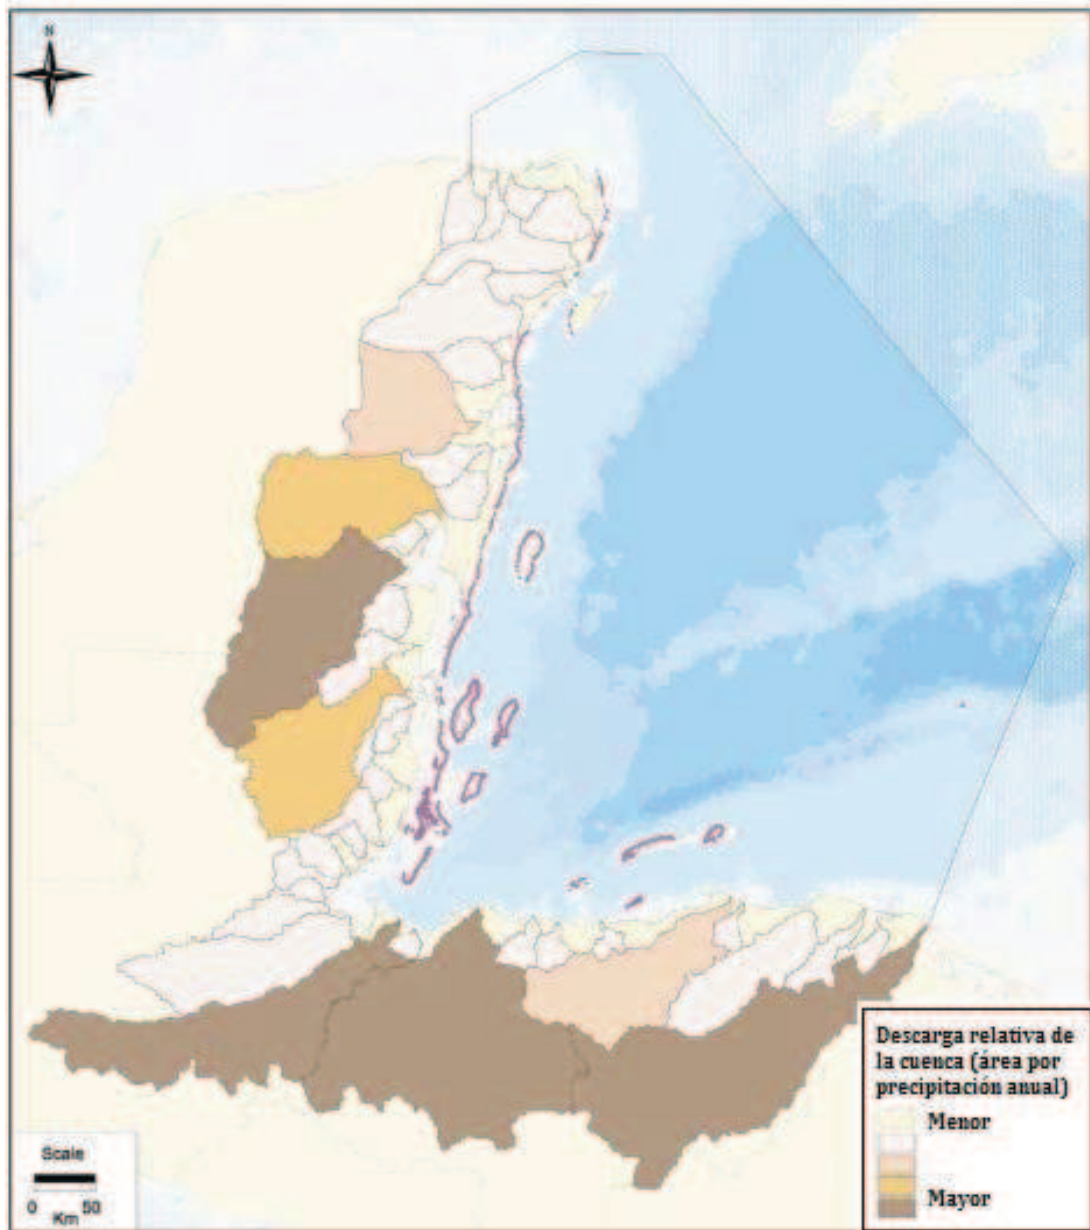 N
Descarga relativa de
la cuenca (área por
precipitación anual)
Menor
Mayor
Scale
0 50
Km